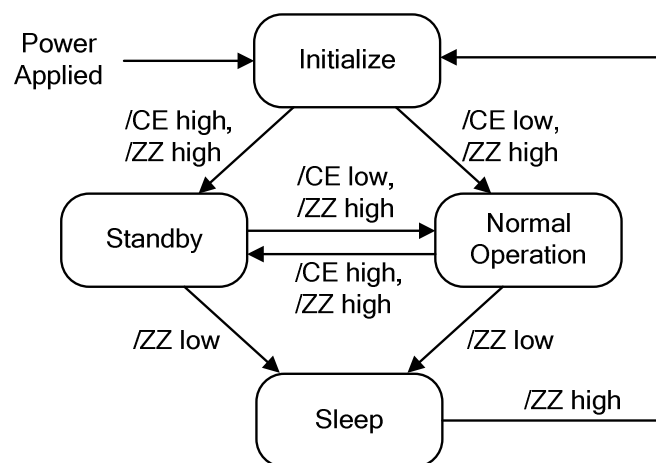 Power
Applied
Initialize
/CE high,
/ZZ high
/CE low,
/ZZ high
/CE low,
/ZZ high
Standby
Normal
Operation
/CE high,
/ZZ high
/ZZ low
/ZZ low
Sleep
/ZZ high